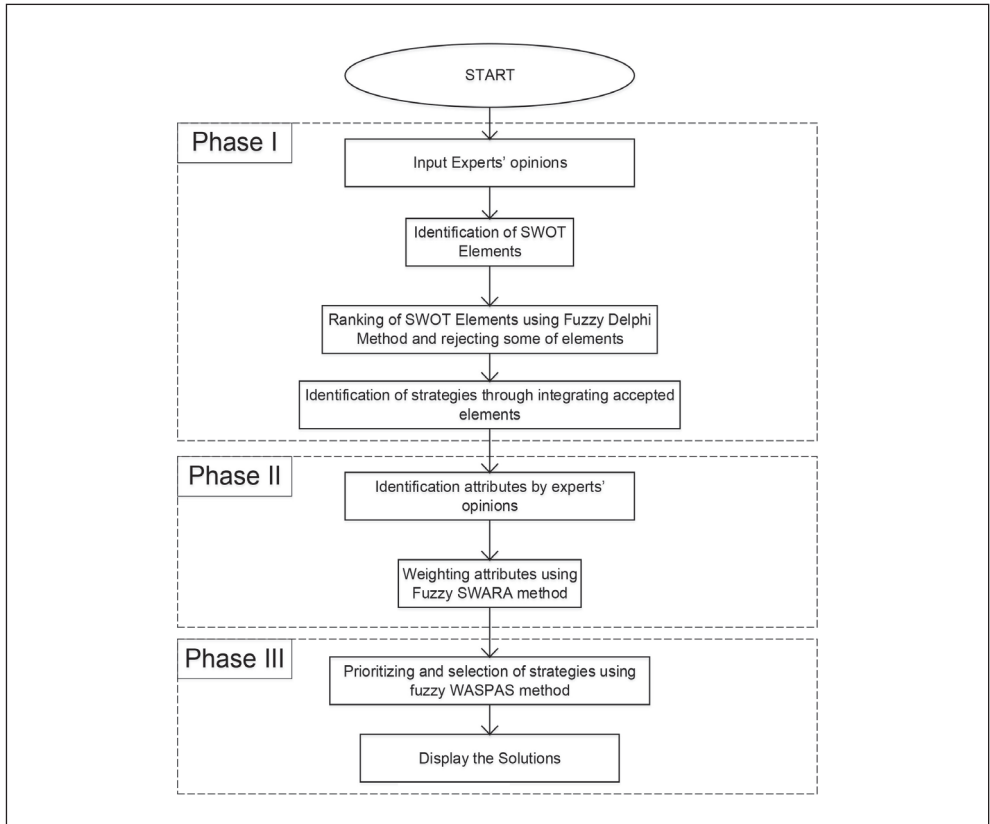 START
Phase I
Input Experts’ opinions
Identification of SWOT
Elements
Ranking of SWOT Elements using Fuzzy Delphi
Method and rejecting some of elements
Identification of strategies through integrating accepted
elements
Phase II
Identification attributes by experts’
opinions
Weighting attributes using
Fuzzy SWARA method
Phase III
Prioritizing and selection of strategies using
fuzzy WASPAS method
Display the Solutions